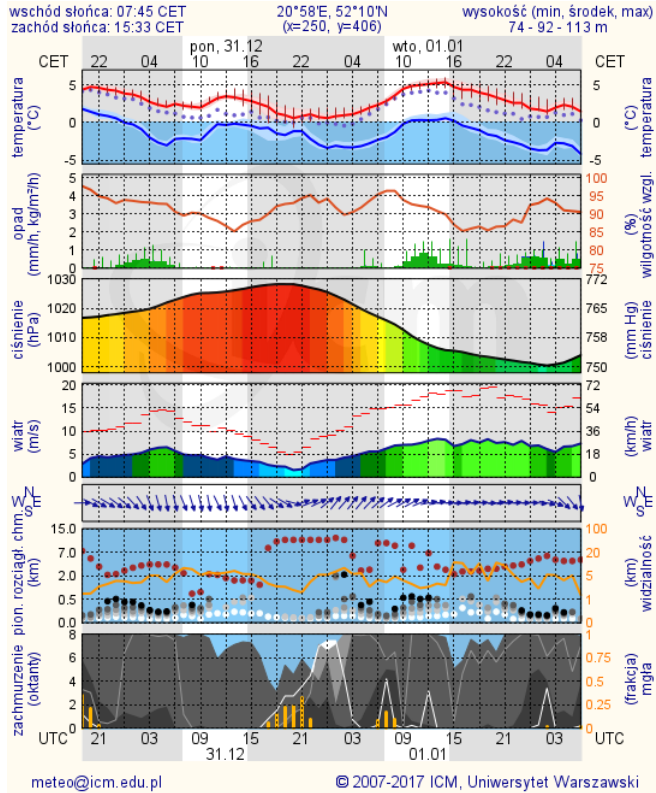 wschód słońca: 07:45 CET 20°58'E, 52°10'N wysokość (min, środek, max)
zachód słońca: 15:33 CET (x=250, y=406) 74 - 92 - 113 m
pon, 31.12 wto, 01.01
CET 22 04 10 16 22 04 10 16 22 04 CET
temperatura (°C) 5 0 -5 5 0 -5 (°C) temperatura
opad (mm/h, kg/m²/h) 5 4 3 2 1 0 100 95 90 85 80 75 (%) wilgotność wzgl.
ciśnienie (hPa) 1030 1020 1010 1000 772 765 758 750 (mm Hg) ciśnienie
wiatr (m/s) 20 15 10 5 0 72 54 36 18 0 (km/h) wiatr
N W E S N W E S
pion. rozciągł. chm. (km) 15.0 7.0 2.0 0.5 0.0 100 20 5 1 0 (km) widzialność
zachmurzenie (oktanty) 8 6 4 2 0 1 0.75 0.5 0.25 0 (frakcja) mgła
UTC 21 03 09 15 21 03 09 15 21 03 UTC
31.12 01.01
meteo@icm.edu.pl © 2007-2017 ICM, Uniwersytet Warszawski